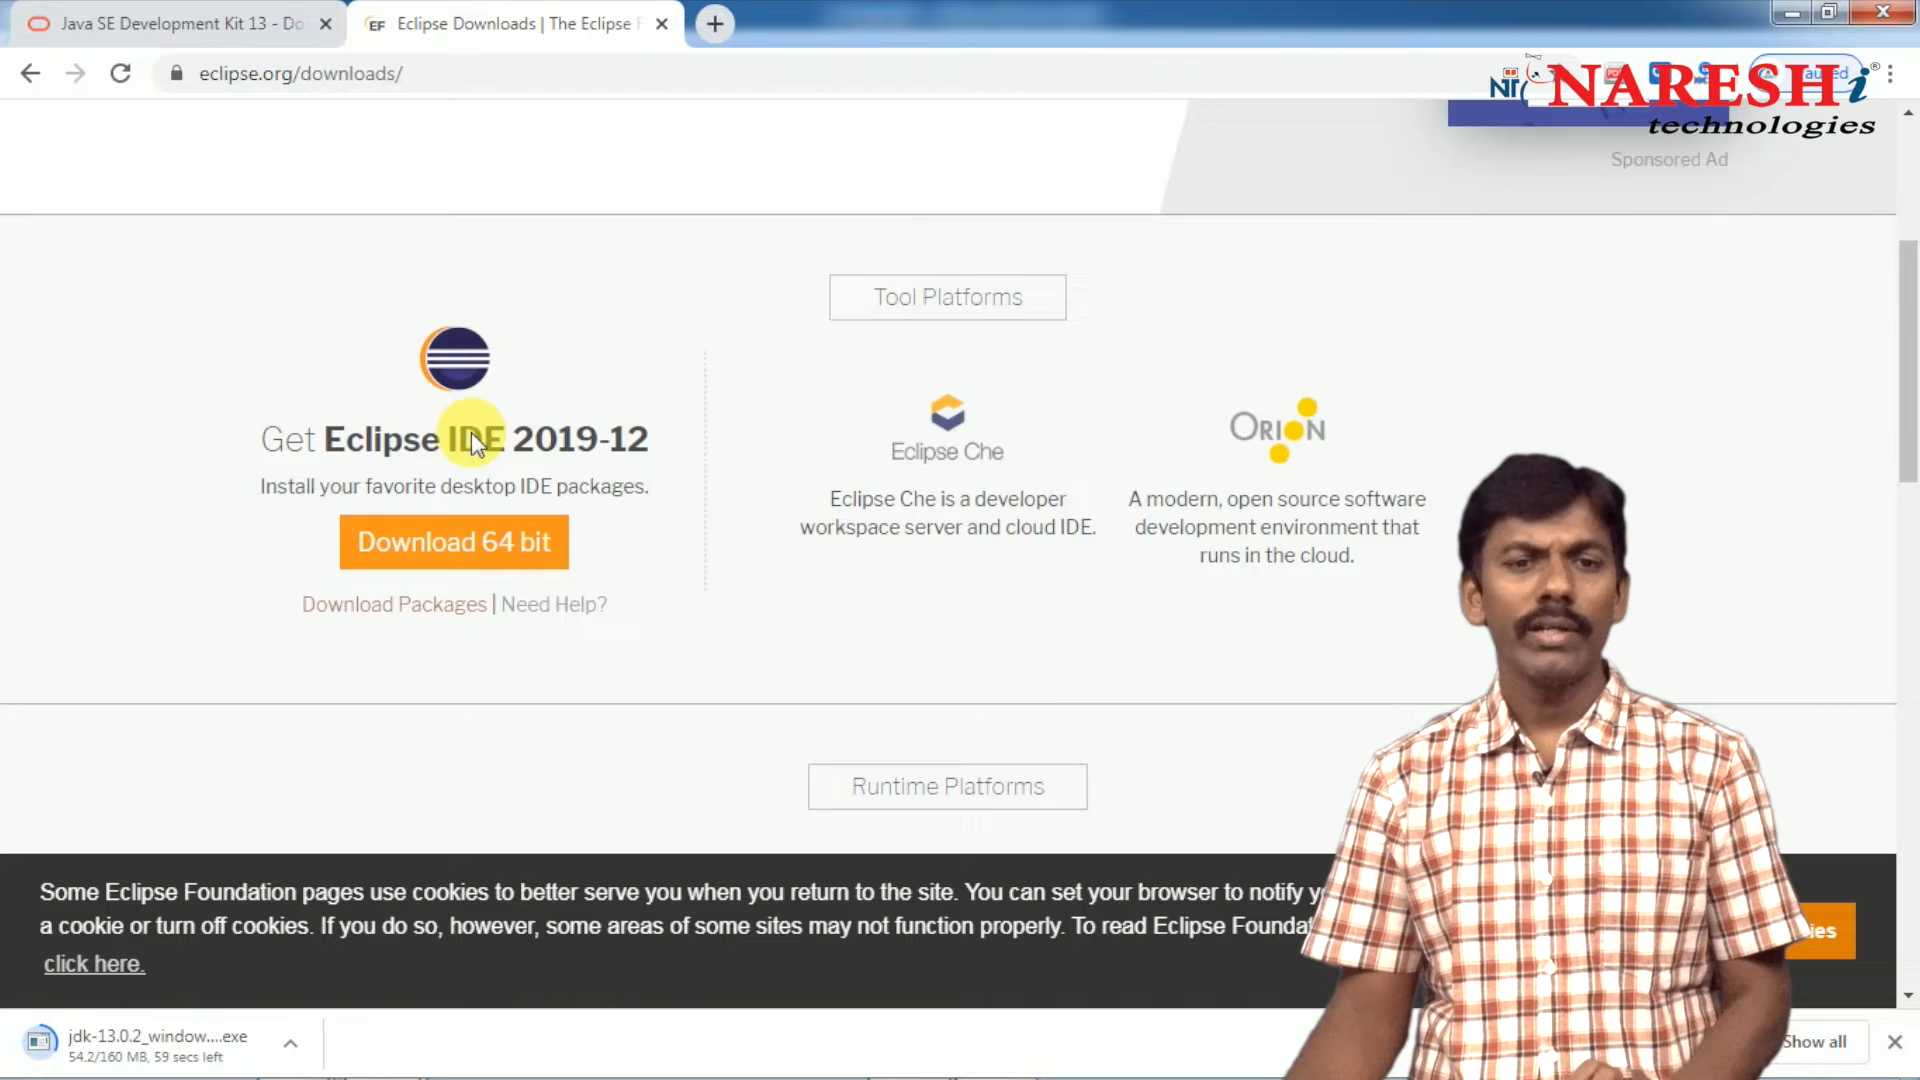 Java SE Development Kit 13 - Do
EF Eclipse Downloads | The Eclipse F
eclipse.org/downloads/
NARESH i ®
technologies
Sponsored Ad
Tool Platforms
Get Eclipse IDE 2019-12
Install your favorite desktop IDE packages.
Download 64 bit
Download Packages | Need Help?
Eclipse Che
Eclipse Che is a developer
workspace server and cloud IDE.
ORION
A modern, open source software
development environment that
runs in the cloud.
Runtime Platforms
Some Eclipse Foundation pages use cookies to better serve you when you return to the site. You can set your browser to notify
a cookie or turn off cookies. If you do so, however, some areas of some sites may not function properly. To read Eclipse
click here.
jdk-13.0.2_window....exe
54.2/160 MB, 59 secs left
Show all